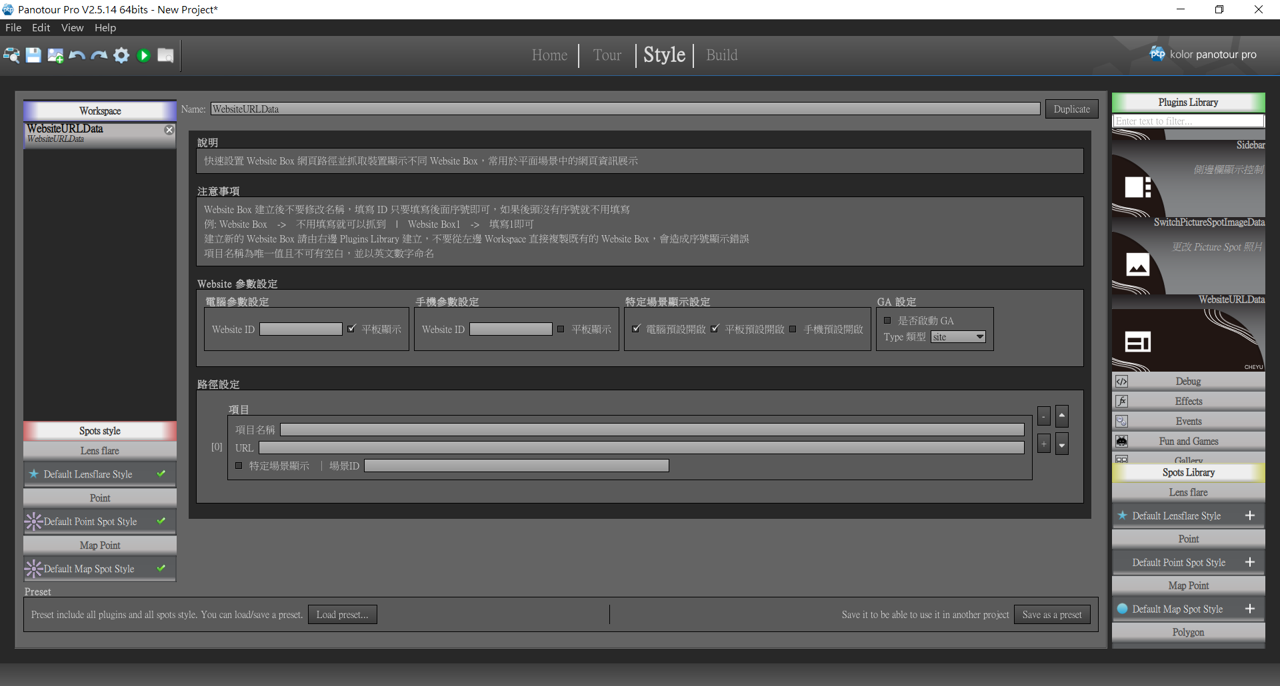 Panotour Pro V2.5.14 64bits - New Project*
File Edit View Help
Home Tour Style Build
kolor panotour pro
Workspace
WebsiteURLData
WebsiteURLData
Name: WebsiteURLData Duplicate
說明
快速設置 Website Box 網頁路徑並抓取裝置顯示不同 Website Box，常用於平面場景中的網頁資訊展示
注意事項
Website Box 建立後不要修改名稱，填寫 ID 只要填寫後面序號即可，如果後頭沒有序號就不用填寫
例: Website Box -> 不用填寫就可以抓到 | Website Box1 -> 填寫1即可
建立新的 Website Box 請由右邊 Plugins Library 建立，不要從左邊 Workspace 直接複製既有的 Website Box，會造成序號顯示錯誤
項目名稱為唯一值且不可有空白，並以英文數字命名
Website 參數設定
電腦參數設定 手機參數設定 特定場景顯示設定 GA 設定
Website ID 平板顯示 Website ID 平板顯示 電腦預設開啟 平板預設開啟 手機預設開啟 是否啟動 GA
Type 類型 site
路徑設定
項目
[0]
項目名稱
URL
特定場景顯示 | 場景ID
-
+
Spots style
Lens flare
Default Lensflare Style
Point
Default Point Spot Style
Map Point
Default Map Spot Style
Preset
Preset include all plugins and all spots style. You can load/save a preset. Load preset... Save it to be able to use it in another project Save as a preset
Plugins Library
Enter text to filter...
Sidebar
側邊欄顯示控制
SwitchPictureSpotImageData
更改 Picture Spot 照片
WebsiteURLData
CHEYU
Debug
Effects
Events
Fun and Games
Gallery
Spots Library
Lens flare
Default Lensflare Style
Point
Default Point Spot Style
Map Point
Default Map Spot Style
Polygon